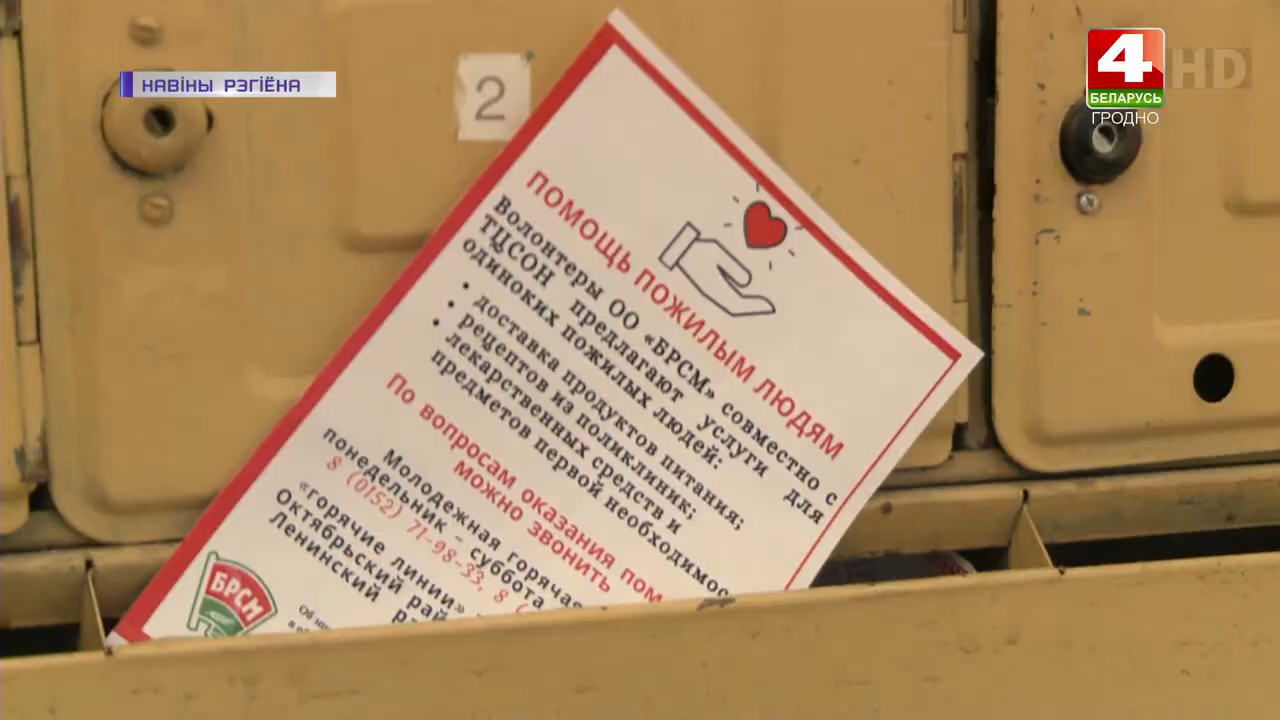 НАВІНЫ РЭГІЁНА
4 HD
БЕЛАРУСЬ
ГРОДНО
2
ПОМОЩЬ ПОЖИЛЫМ ЛЮДЯМ
Волонтеры ОО «БРСМ» совместно с
ТЦСОН предлагают услуги для
одиноких пожилых людей:
• доставка продуктов питания;
• рецептов из поликлиник;
• лекарственных средств и
предметов первой необходимос
По вопросам оказания пом
можно звонить
Молодежная горячая
понедельник – суббота
8 (0152) 71-98-33, 8
«горячие линии»
Октябрьский рай
Ленинский
БРСМ